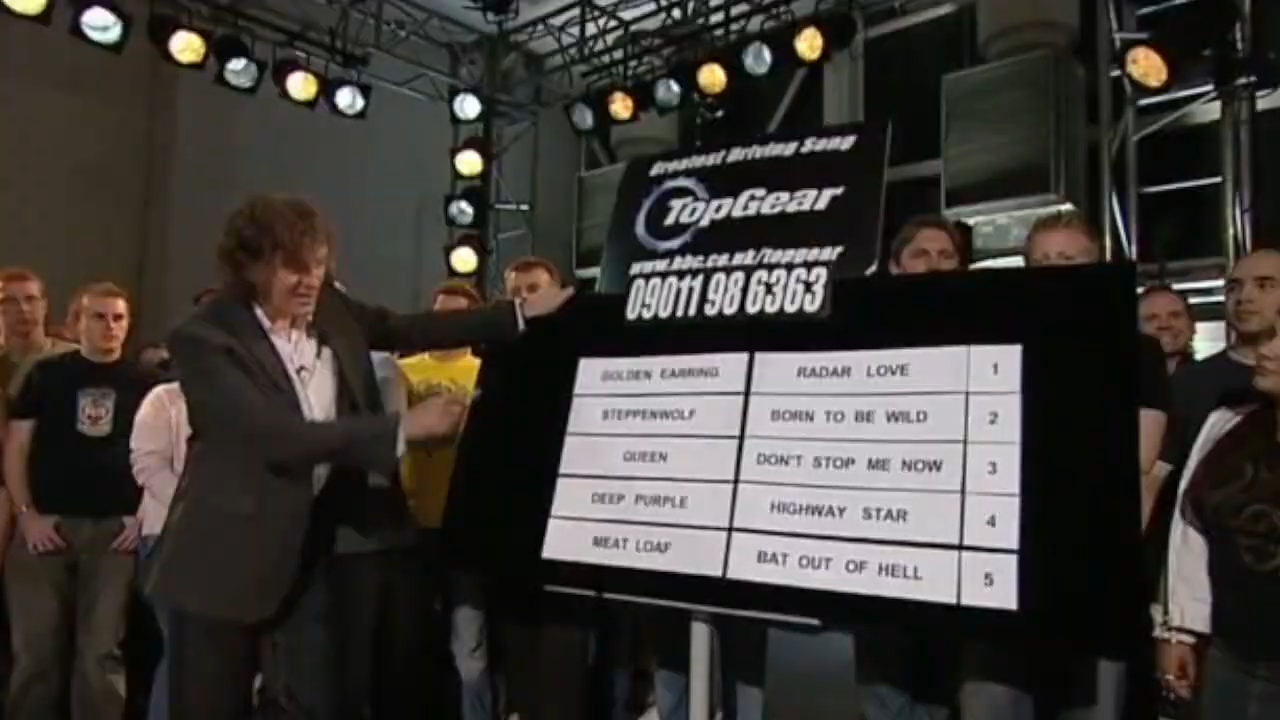 Greatest Driving Song
TopGear
www.bbc.co.uk/topgear
09011 98 6363
GOLDEN EARRING RADAR LOVE 1
STEPPENWOLF BORN TO BE WILD 2
QUEEN DON'T STOP ME NOW 3
DEEP PURPLE HIGHWAY STAR 4
MEAT LOAF BAT OUT OF HELL 5